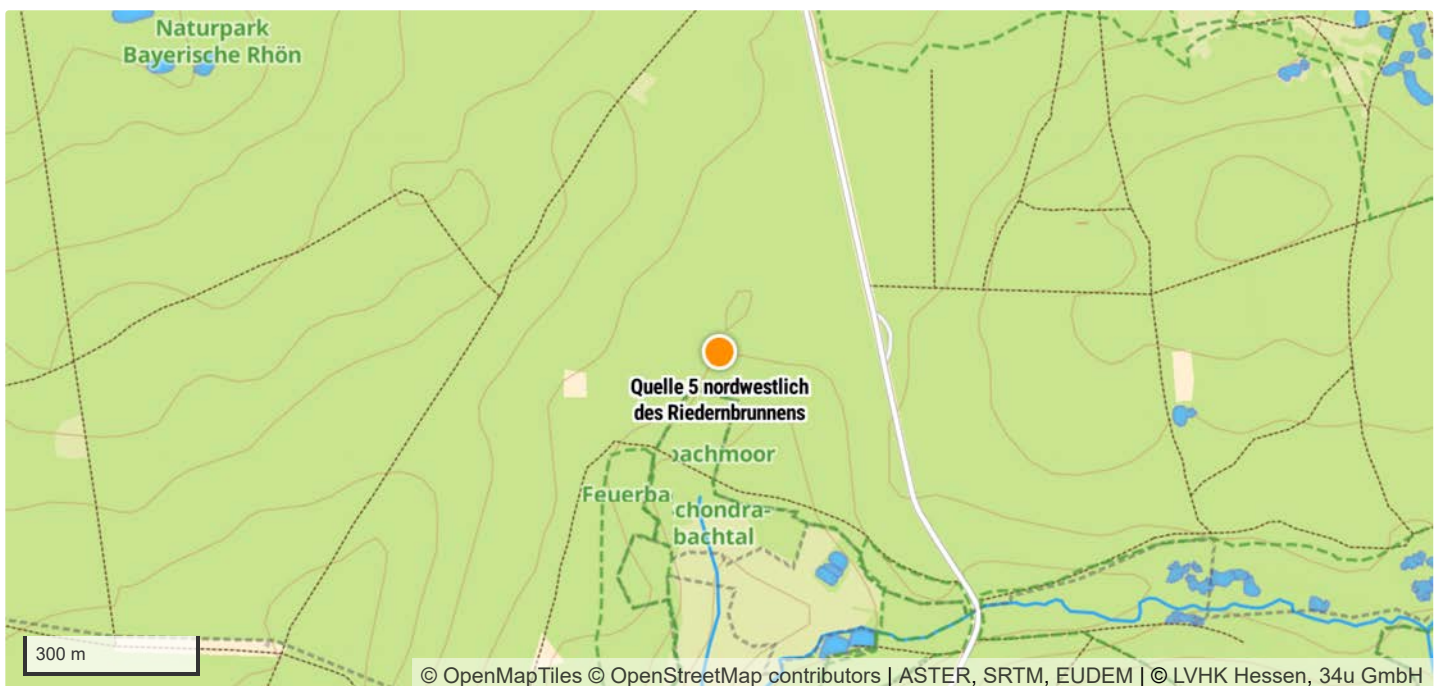 Naturpark
Bayerische Rhön
Quelle 5 nordwestlich
des Riedernbrunnens
bachmoor
Feuerba
chondra-
bachtal
300 m
© OpenMapTiles © OpenStreetMap contributors | ASTER, SRTM, EUDEM | © LVHK Hessen, 34u GmbH